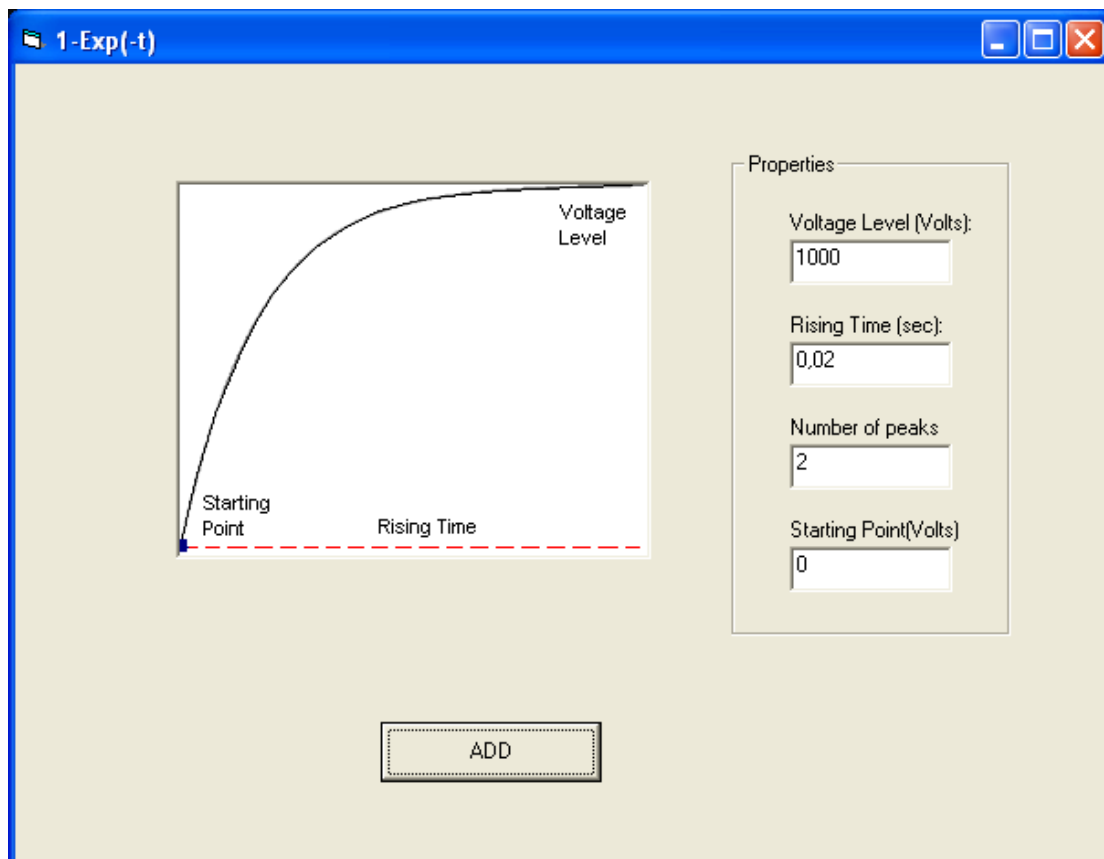 1-Exp(-t)
Voltage
Level
Starting
Point
Rising Time
Properties
Voltage Level (Volts):
1000
Rising Time (sec):
0,02
Number of peaks
2
Starting Point(Volts)
0
ADD